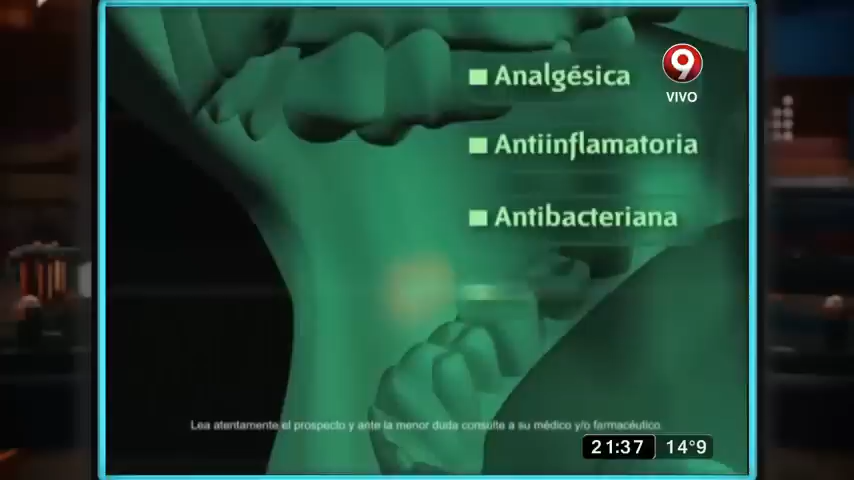 Analgésica
9
VIVO
Antiinflamatoria
Antibacteriana
Lea atentamente el prospecto y ante la menor duda consulte a su médico y/o farmacéutico.
21:37 14°9